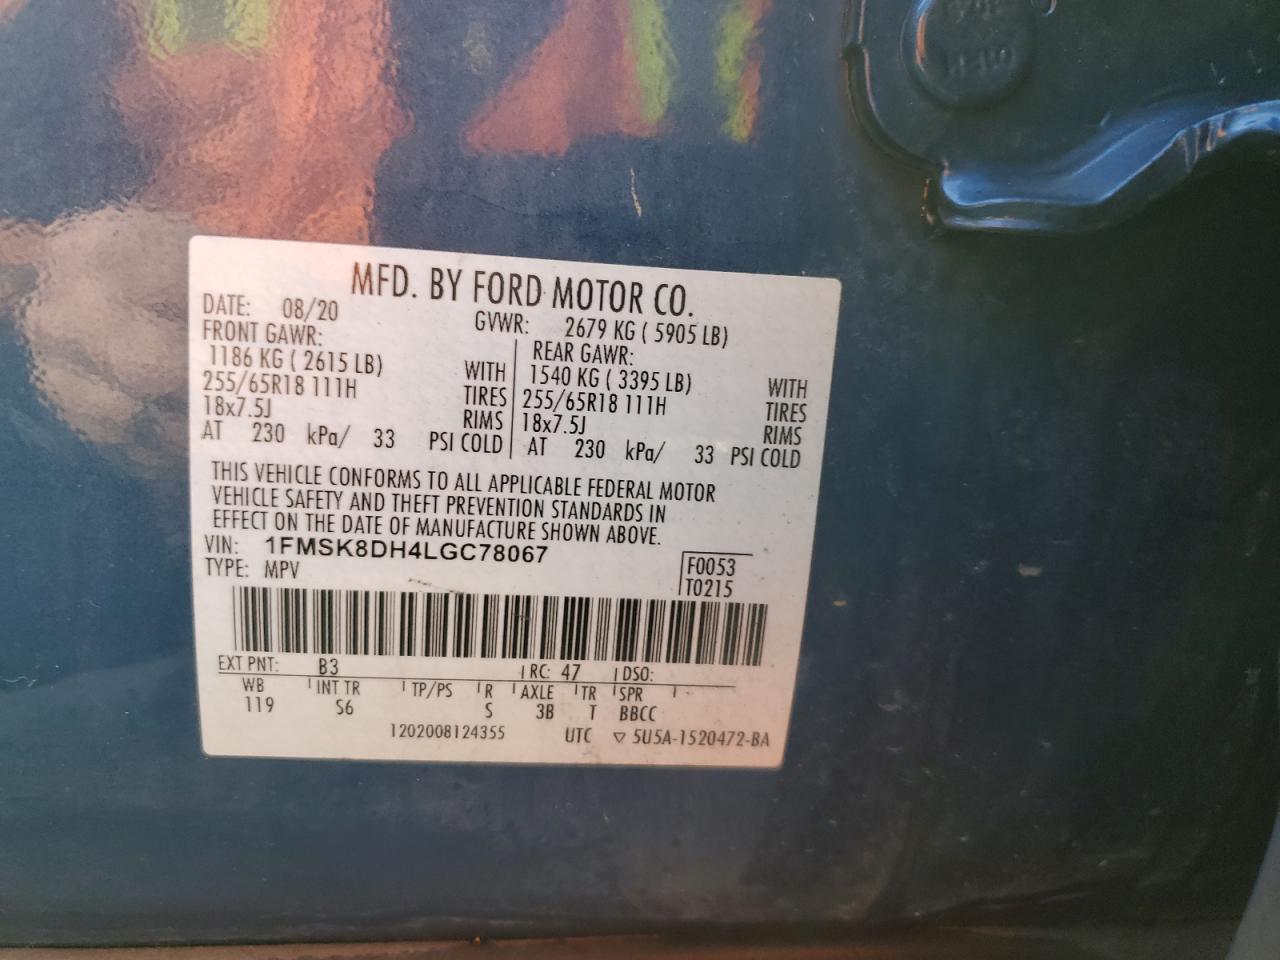 MFD. BY FORD MOTOR CO.
DATE: 08/20 GVWR: 2679 KG ( 5905 LB)
FRONT GAWR: REAR GAWR:
1186 KG ( 2615 LB) WITH 1540 KG ( 3395 LB) WITH
255/65R18 111H TIRES 255/65R18 111H TIRES
18x7.5J RIMS 18x7.5J RIMS
AT 230 kPa/ 33 PSI COLD AT 230 kPa/ 33 PSI COLD
THIS VEHICLE CONFORMS TO ALL APPLICABLE FEDERAL MOTOR
VEHICLE SAFETY AND THEFT PREVENTION STANDARDS IN
EFFECT ON THE DATE OF MANUFACTURE SHOWN ABOVE.
VIN: 1FMSK8DH4LGC78067 F0053
TYPE: MPV T0215
EXT PNT: B3 RC: 47 DSO:
WB INT TR TP/PS R AXLE TR SPR
119 S6 S 3B T BBCC
1202008124355 UTC ▽ 5U5A-1520472-BA